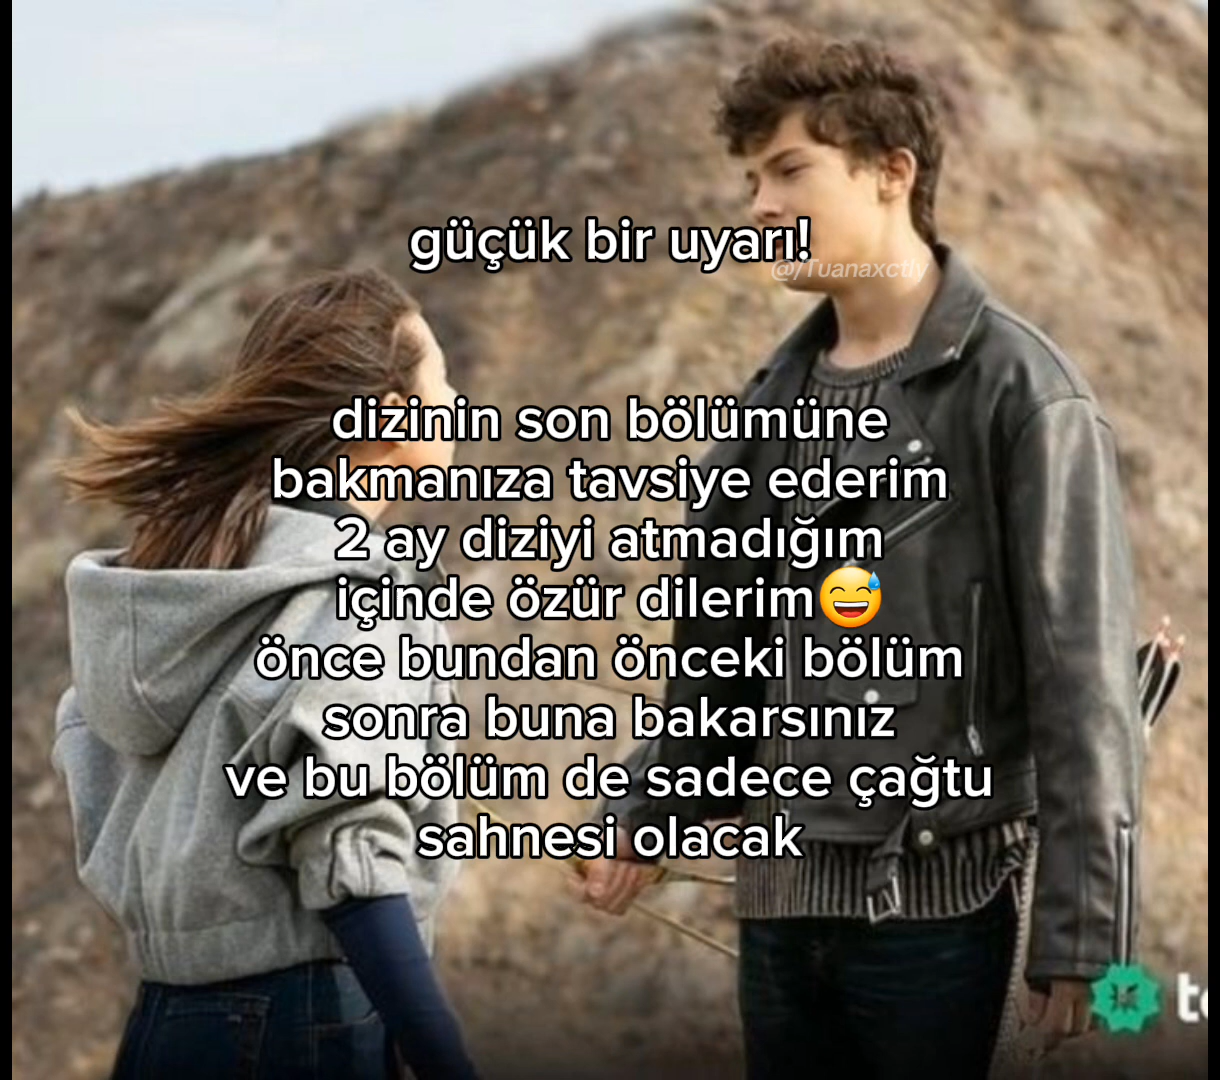 güçük bir uyarı!
@/Tuanaxctly
dizinin son bölümüne
bakmanıza tavsiye ederim
2 ay diziyi atmadığım
içinde özür dilerim😅
önce bundan önceki bölüm
sonra buna bakarsınız
ve bu bölüm de sadece çağtu
sahnesi olacak